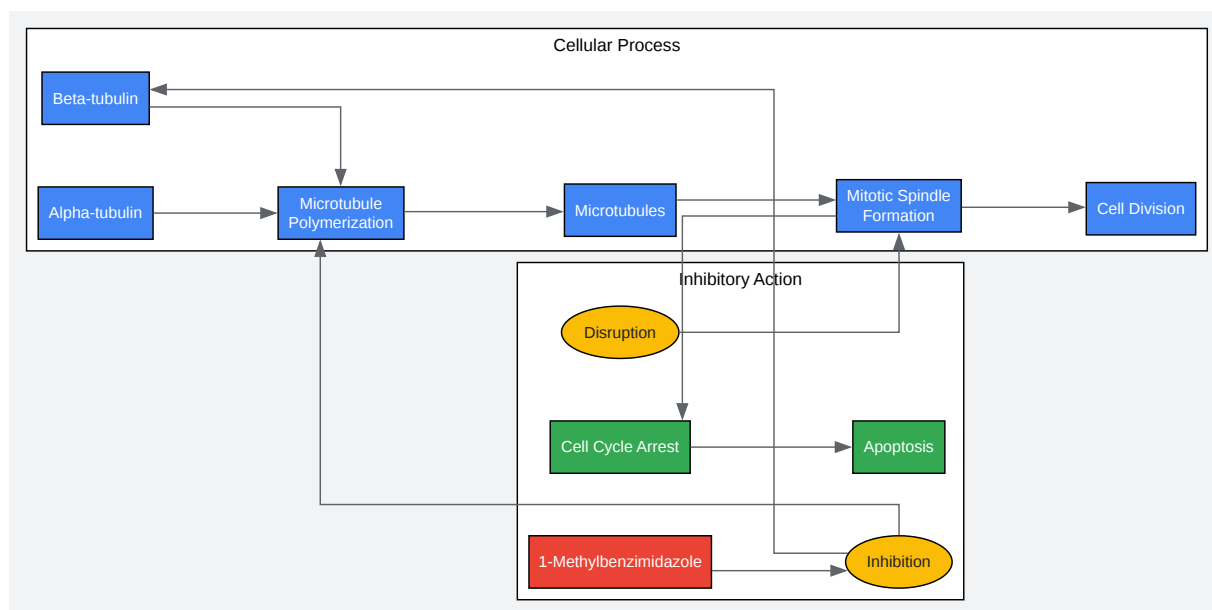 Cellular Process
Beta-tubulin
Alpha-tubulin
Microtubule
Polymerization
Microtubules
Mitotic Spindle
Formation
Cell Division
Inhibitory Action
Disruption
Cell Cycle Arrest
Apoptosis
1-Methylbenzimidazole
Inhibition